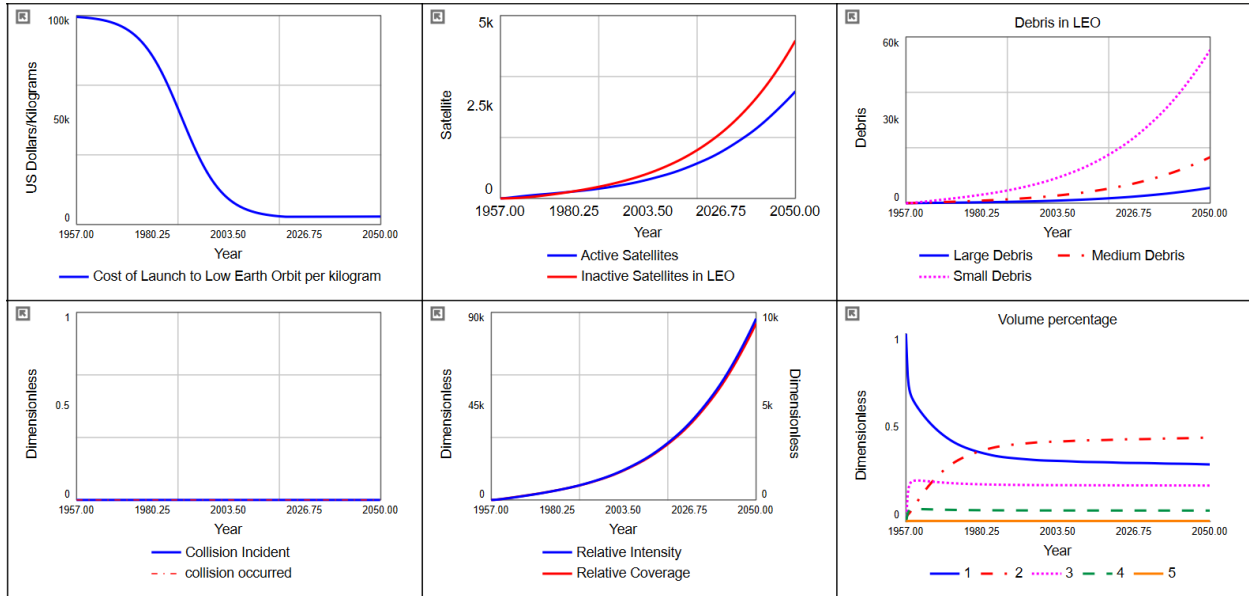 100k
50k
0
US Dollars/Kilograms
1957.00 1980.25 2003.50 2026.75 2050.00
Year
Cost of Launch to Low Earth Orbit per kilogram
5k
2.5k
0
Satellite
1957.00 1980.25 2003.50 2026.75 2050.00
Year
Active Satellites
Inactive Satellites in LEO
Debris in LEO
60k
30k
0
Debris
1957.00 1980.25 2003.50 2026.75 2050.00
Year
Large Debris Medium Debris
Small Debris
1
0.5
0
Dimensionless
1957.00 1980.25 2003.50 2026.75 2050.00
Year
Collision Incident
collision occurred
90k 10k
45k 5k
0 0
Dimensionless
Dimensionless
1957.00 1980.25 2003.50 2026.75 2050.00
Year
Relative Intensity
Relative Coverage
Volume percentage
1
0.5
0
Dimensionless
1957.00 1980.25 2003.50 2026.75 2050.00
Year
1 2 3 4 5